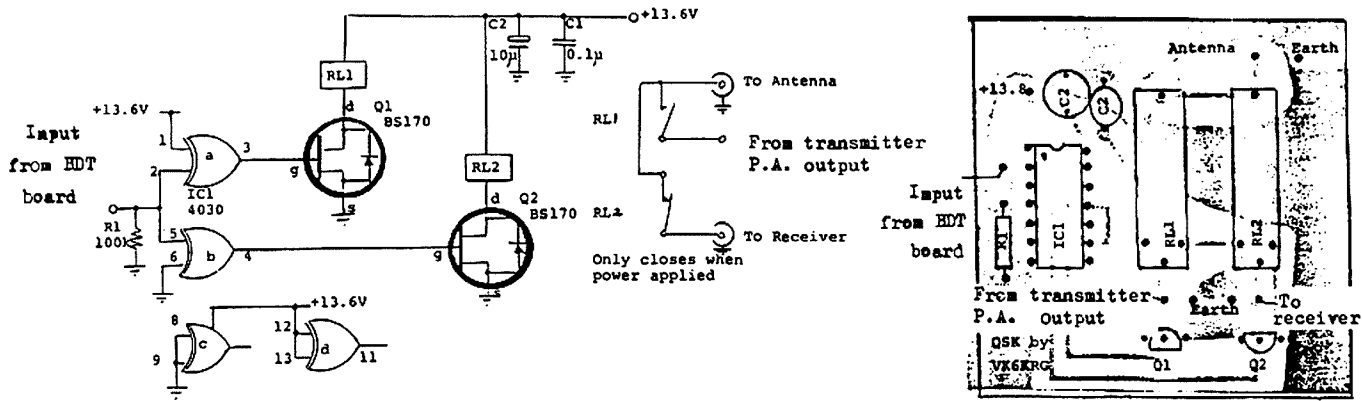 +13.6V
C2
10µ
C1
0.1µ
RL1
+13.6V
d
Q1
BS170
1
2
a
3
g
s
IC1
4030
Input
from EDT
board
R1
100k
5
6
b
4
RL2
d
Q2
BS170
g
s
+13.6V
8
9
c
12
13
d
11
To Antenna
RL1
From transmitter
P.A. output
RL2
To Receiver
Only closes when
power applied
Antenna
Earth
+13.8
C2
C2
Input
from EDT
board
R1
IC1
RL1
RL2
From transmitter
P.A. Output
Earth
To
receiver
QSK by
VK6KRG
Q1
Q2